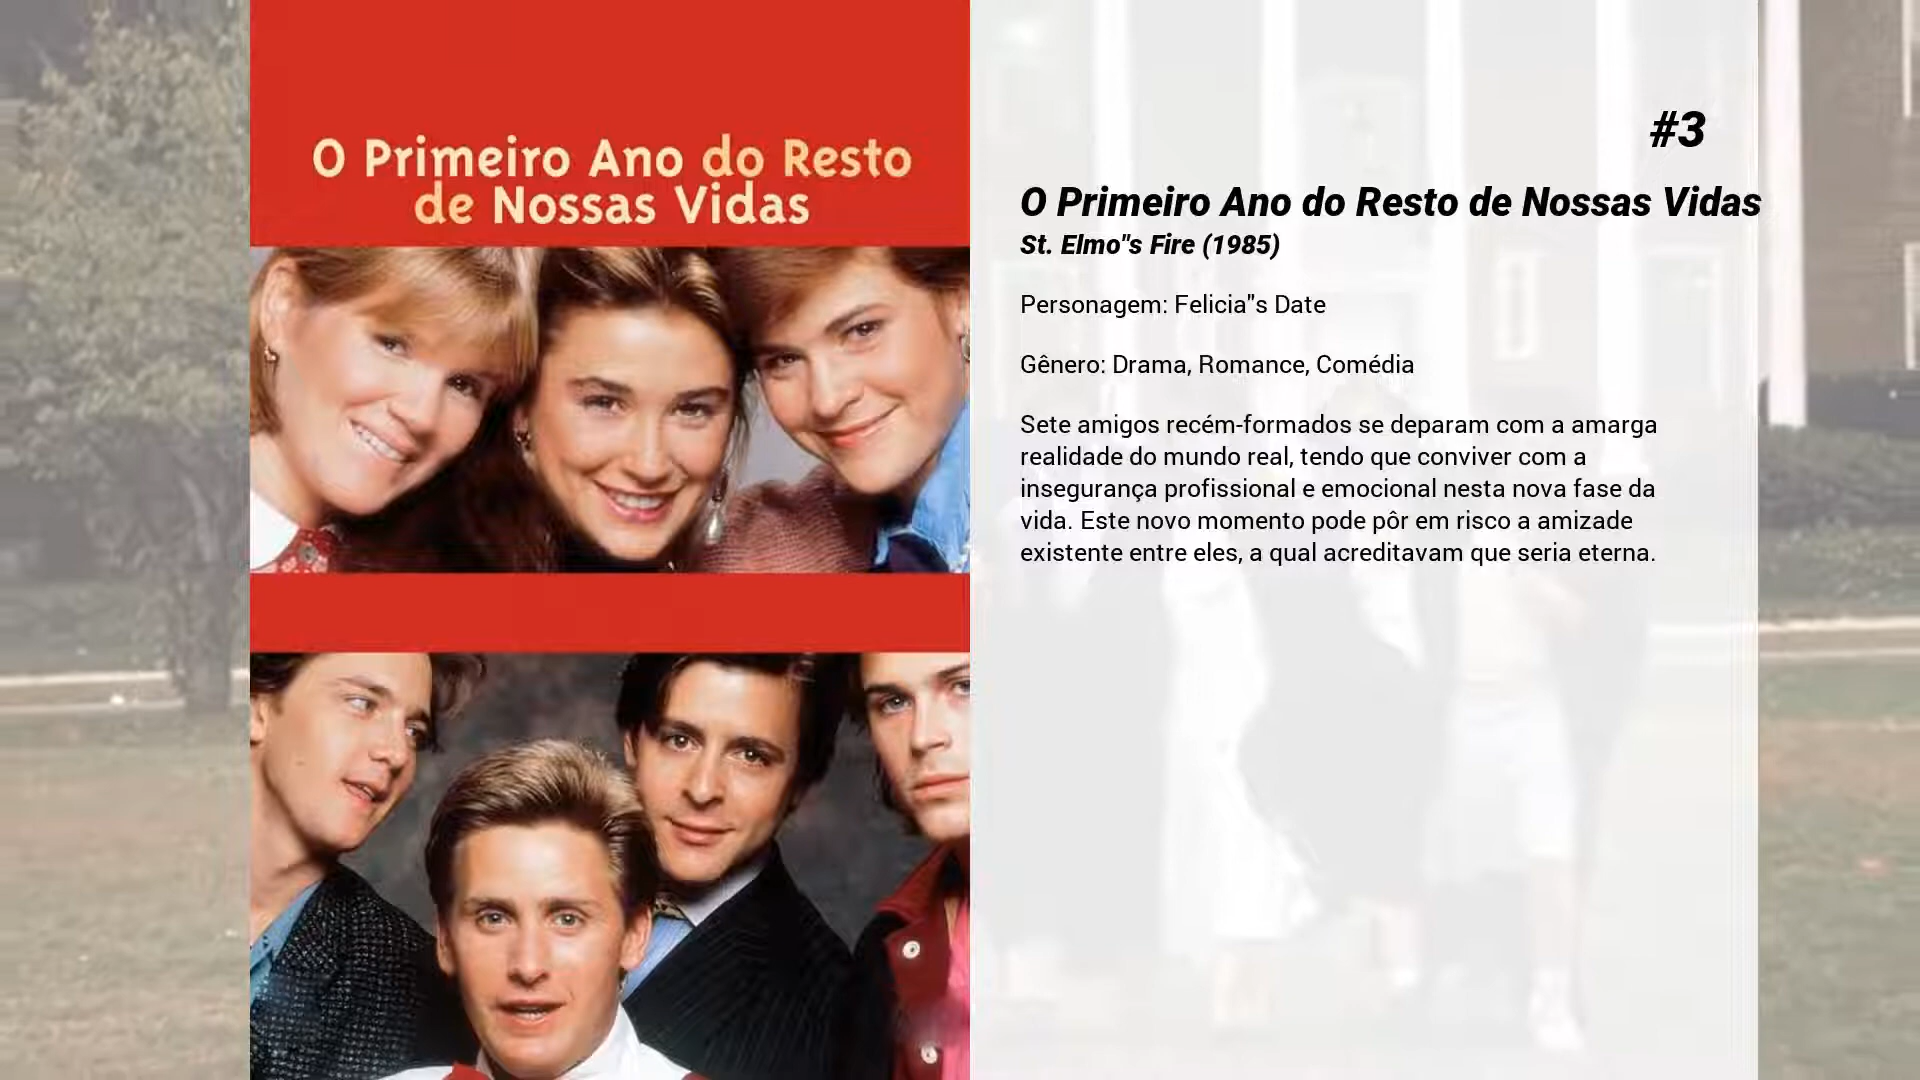 O Primeiro Ano do Resto
de Nossas Vidas
#3
O Primeiro Ano do Resto de Nossas Vidas
St. Elmo"s Fire (1985)
Personagem: Felicia"s Date
Gênero: Drama, Romance, Comédia
Sete amigos recém-formados se deparam com a amarga
realidade do mundo real, tendo que conviver com a
insegurança profissional e emocional nesta nova fase da
vida. Este novo momento pode pôr em risco a amizade
existente entre eles, a qual acreditavam que seria eterna.